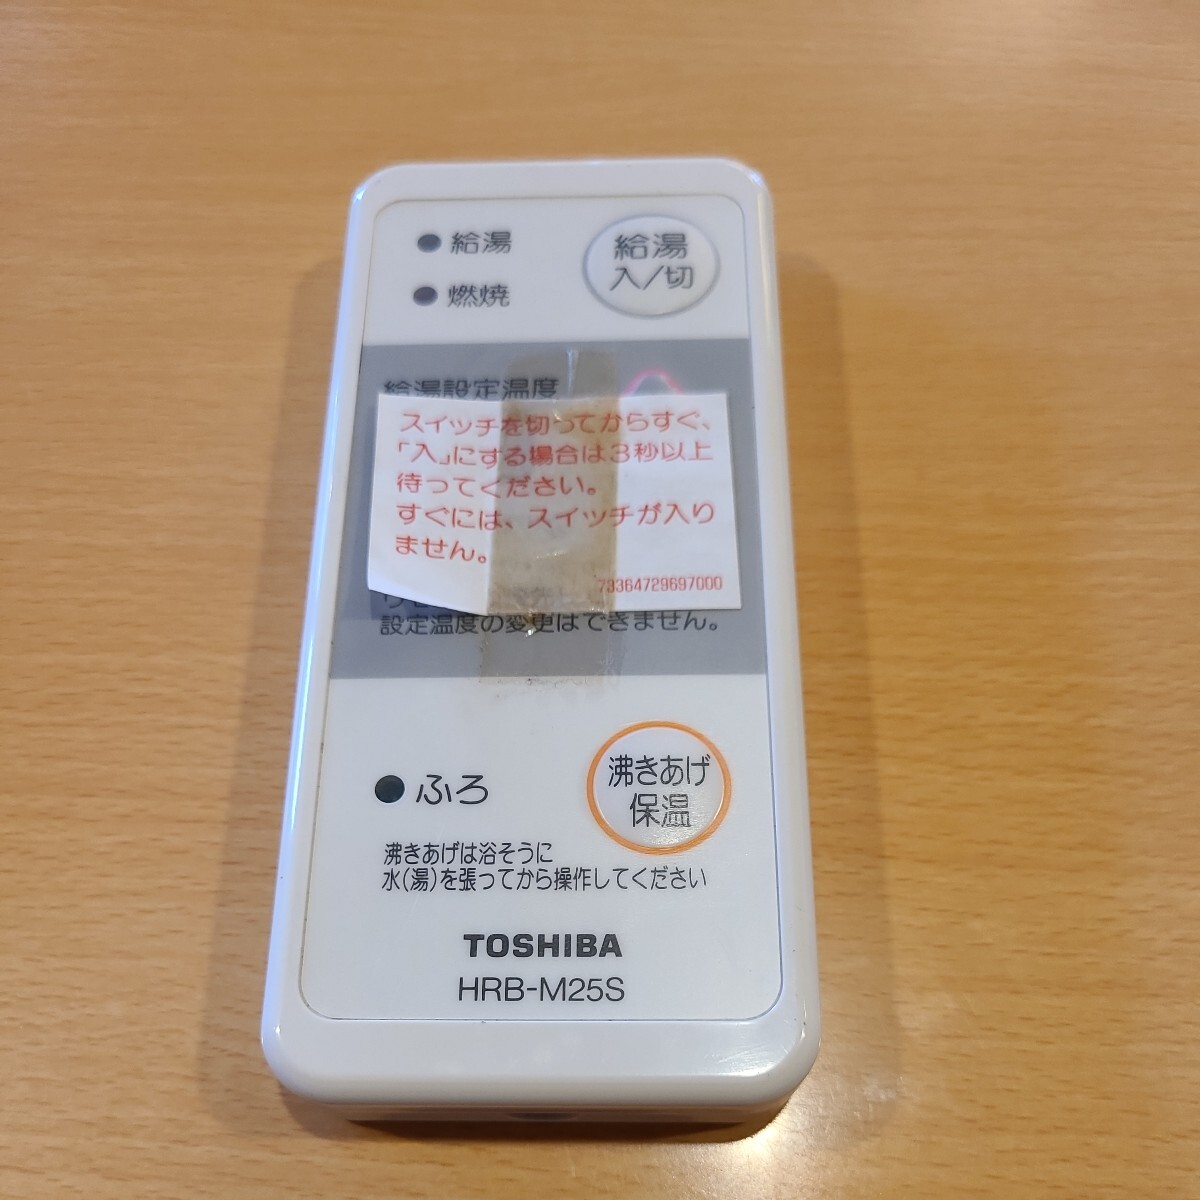 給湯
給湯
入/切
燃焼
給湯設定温度
スイッチを切ってからすぐ、
「入」にする場合は3秒以上
待ってください。
すぐには、スイッチが入り
ません。
73364729697000
設定温度の変更はできません。
ふろ
沸きあげ
保温
沸きあげは浴そうに
水(湯)を張ってから操作してください
TOSHIBA
HRB-M25S